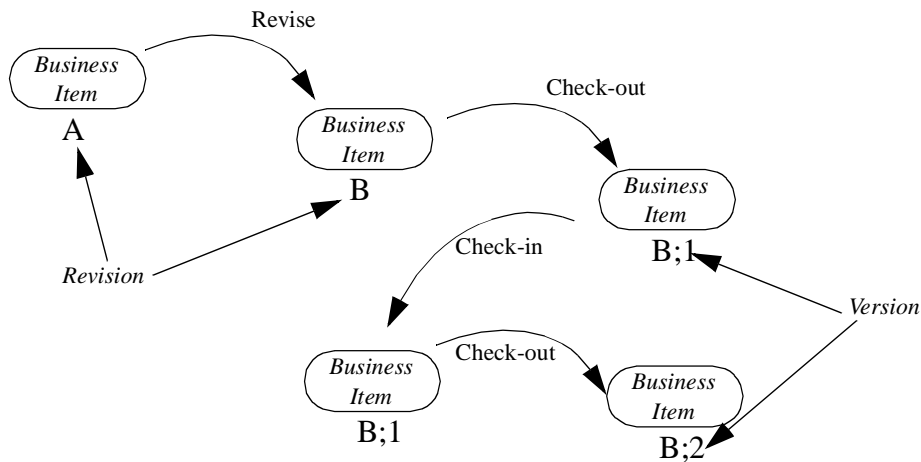 Revise
Business
Item
A
Check-out
Business
Item
B
Business
Item
B;1
Check-in
Revision
Version
Business
Item
B;1
Check-out
Business
Item
B;2